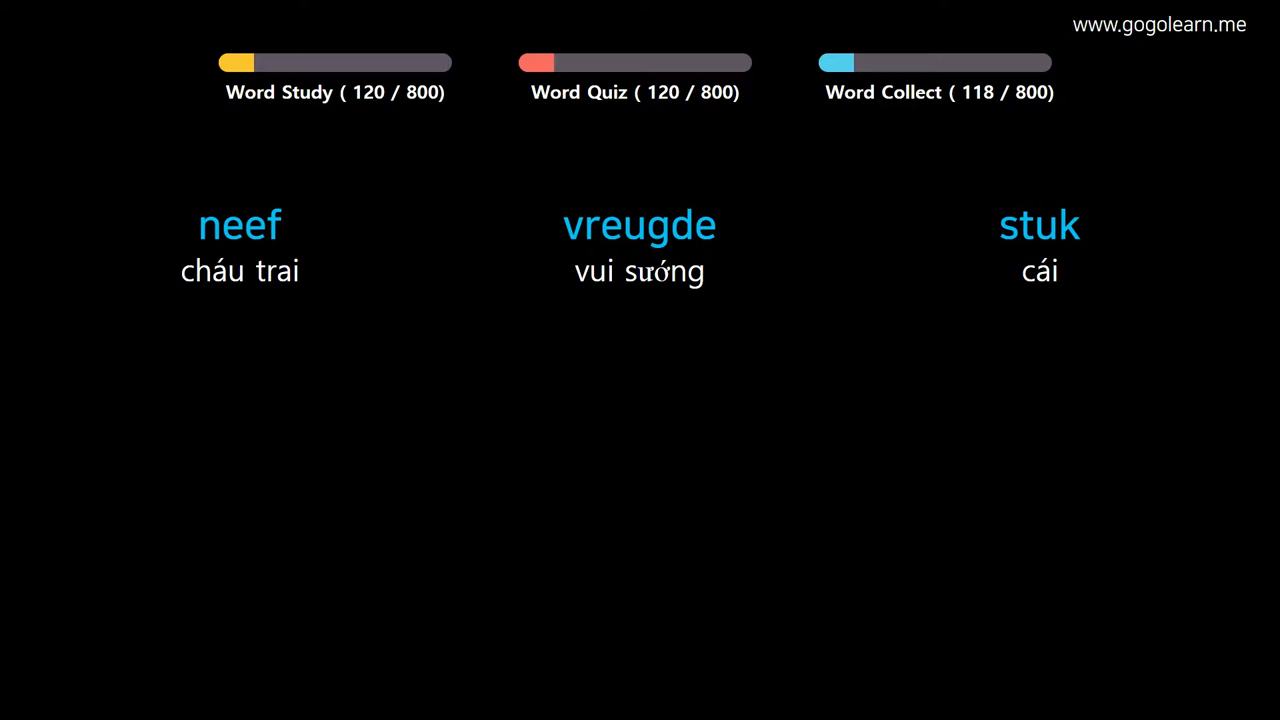 www.gogolearn.me
Word Study ( 120 / 800)
Word Quiz ( 120 / 800)
Word Collect ( 118 / 800)
neef
cháu trai
vreugde
vui sướng
stuk
cái